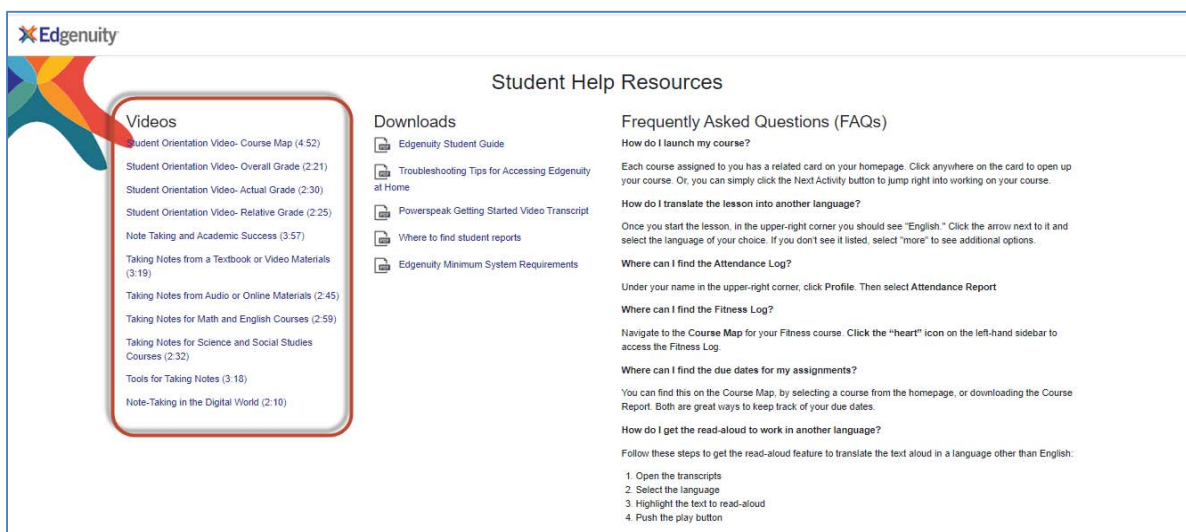 Edgenuity
Student Help Resources
Videos
Student Orientation Video- Course Map (4:52)
Student Orientation Video- Overall Grade (2:21)
Student Orientation Video- Actual Grade (2:30)
Student Orientation Video- Relative Grade (2:25)
Note Taking and Academic Success (3:57)
Taking Notes from a Textbook or Video Materials
(3:19)
Taking Notes from Audio or Online Materials (2:45)
Taking Notes for Math and English Courses (2:59)
Taking Notes for Science and Social Studies
Courses (2:32)
Tools for Taking Notes (3:18)
Note-Taking in the Digital World (2:10)
Downloads
PDF Edgenuity Student Guide
PDF Troubleshooting Tips for Accessing Edgenuity
at Home
PDF Powerspeak Getting Started Video Transcript
PDF Where to find student reports
PDF Edgenuity Minimum System Requirements
Frequently Asked Questions (FAQs)
How do I launch my course?
Each course assigned to you has a related card on your homepage. Click anywhere on the card to open up
your course. Or, you can simply click the Next Activity button to jump right into working on your course.
How do I translate the lesson into another language?
Once you start the lesson, in the upper-right corner you should see "English." Click the arrow next to it and
select the language of your choice. If you don't see it listed, select "more" to see additional options.
Where can I find the Attendance Log?
Under your name in the upper-right corner, click Profile. Then select Attendance Report
Where can I find the Fitness Log?
Navigate to the Course Map for your Fitness course. Click the “heart” icon on the left-hand sidebar to
access the Fitness Log.
Where can I find the due dates for my assignments?
You can find this on the Course Map, by selecting a course from the homepage, or downloading the Course
Report. Both are great ways to keep track of your due dates.
How do I get the read-aloud to work in another language?
Follow these steps to get the read-aloud feature to translate the text aloud in a language other than English:
1. Open the transcripts
2. Select the language
3. Highlight the text to read-aloud
4. Push the play button